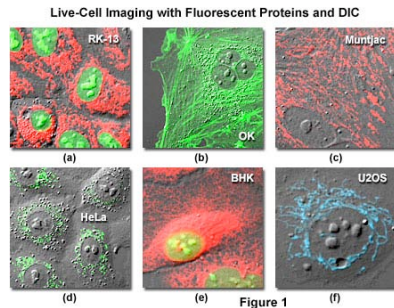 Live-Cell Imaging with Fluorescent Proteins and DIC
RK-13
OK
Muntjac
(a)
(b)
(c)
HeLa
BHK
U2OS
(d)
(e)
(f)
Figure 1